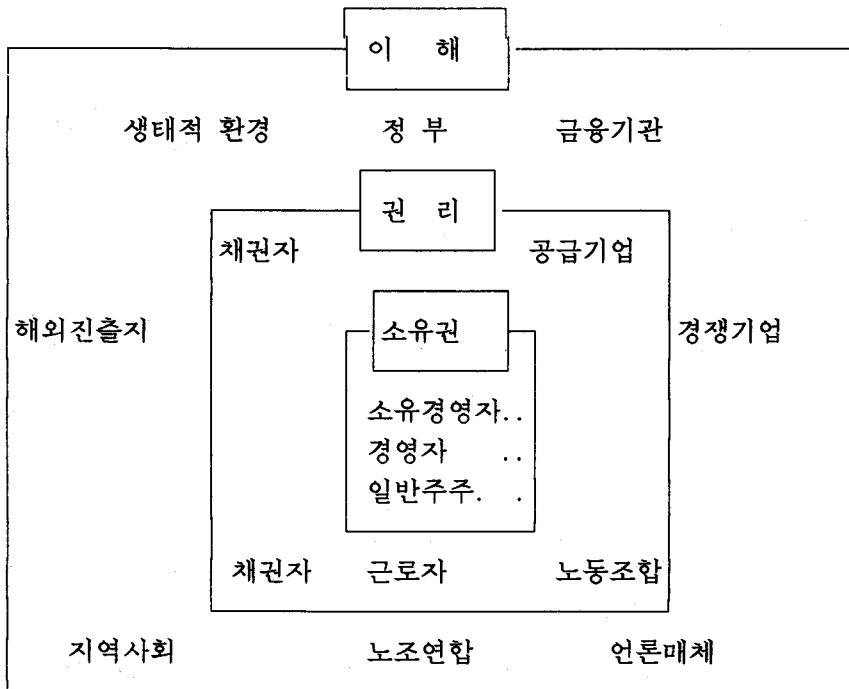 이 해
생태적 환경 정 부 금융기관
권 리
채권자 공급기업
해외진출지 소유권 경쟁기업
소유경영자..
경영자 ..
일반주주. .
채권자 근로자 노동조합
지역사회 노조연합 언론매체